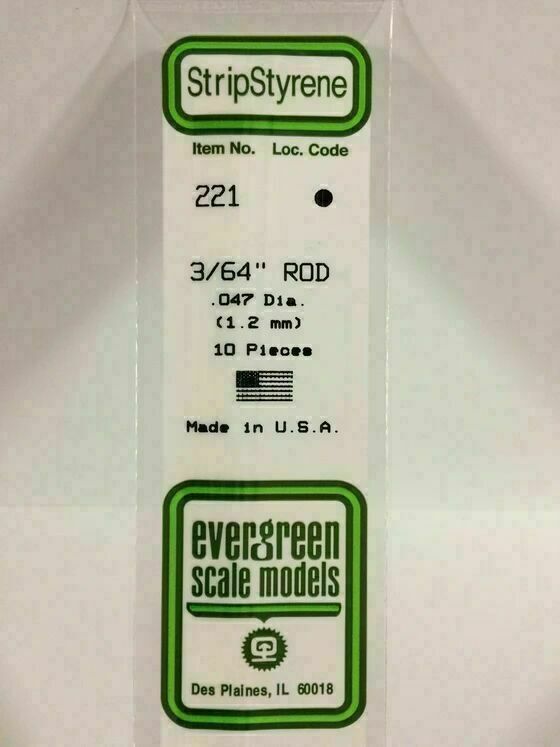 StripStyrene
Item No. Loc. Code
221
3/64" ROD
.047 Dia.
(1.2 mm)
10 Pieces
Made in U.S.A.
evergreen
scale models
Des Plaines, IL 60018